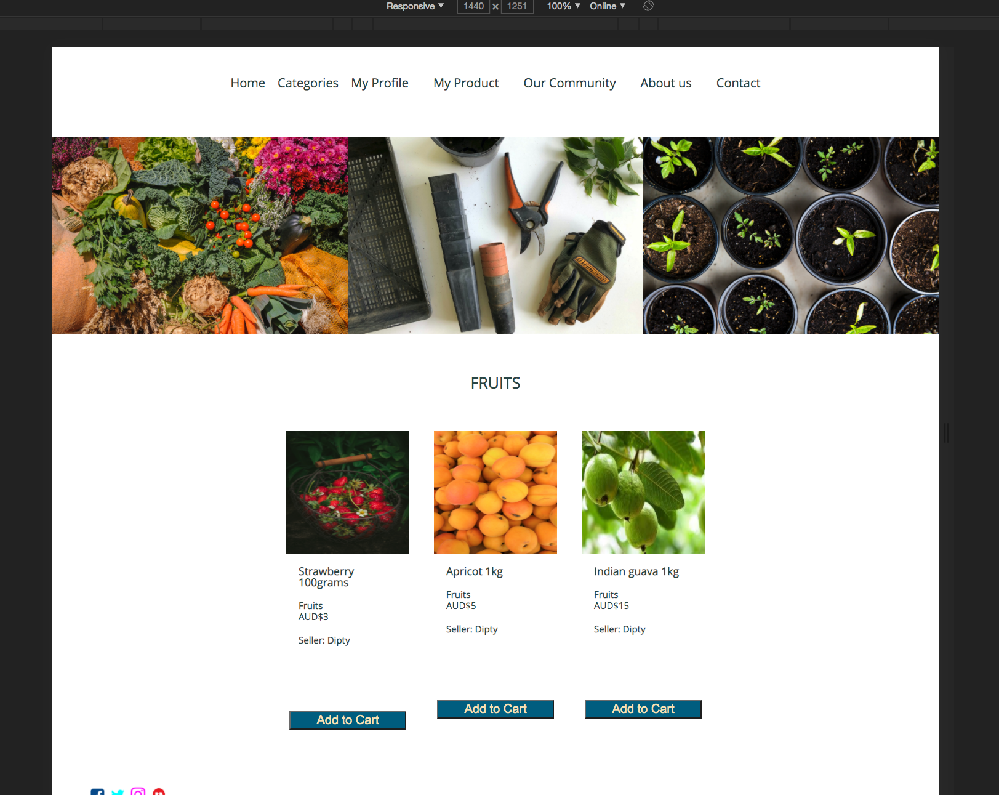 Responsive ▼ 1440 × 1251 100% ▼ Online ▼
Home Categories My Profile My Product Our Community About us Contact
FRUITS
Strawberry
100grams
Fruits
AUD$3
Seller: Dipty
Add to Cart
Apricot 1kg
Fruits
AUD$5
Seller: Dipty
Add to Cart
Indian guava 1kg
Fruits
AUD$15
Seller: Dipty
Add to Cart